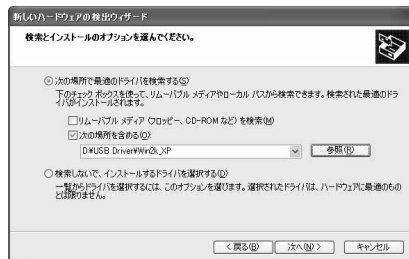 新しいハードウェアの検出ウィザード
検索とインストールのオプションを選んでください。
次の場所で最適のドライバを検索する(S)
下のチェック ボックスを使って、リムーバブル メディアやローカル パスから検索できます。検索された最適のドラ
イバがインストールされます。
リムーバブル メディア (フロッピー、CD-ROM など) を検索(M)
次の場所を含める(O):
D:¥USB Driver¥Win2k_XP
参照(R)
検索しないで、インストールするドライバを選択する(D)
一覧からドライバを選択するには、このオプションを選びます。選択されたドライバは、ハードウェアに最適のもの
とは限りません。
< 戻る(B)
次へ(N) >
キャンセル